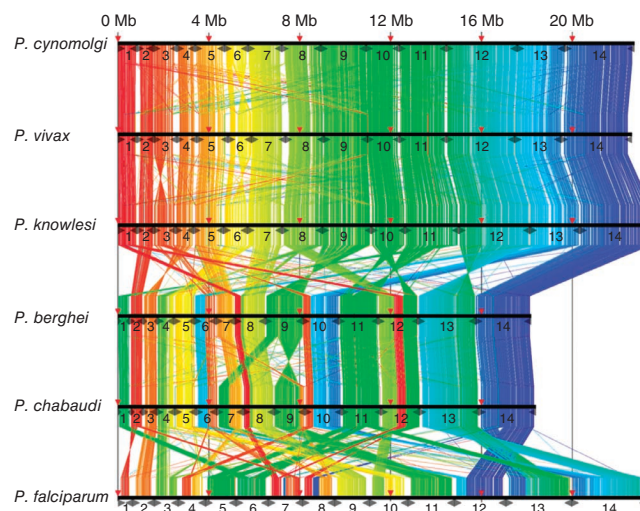 0 Mb 4 Mb 8 Mb 12 Mb 16 Mb 20 Mb
P. cynomolgi
1 2 3 4 5 6 7 8 9 10 11 12 13 14
P. vivax
1 2 3 4 5 6 7 8 9 10 11 12 13 14
P. knowlesi
1 2 3 4 5 6 7 8 9 10 11 12 13 14
P. berghei
1 2 3 4 5 6 7 8 9 10 11 12 13 14
P. chabaudi
1 2 3 4 5 6 7 8 9 10 11 12 13 14
P. falciparum
1 2 3 4 5 6 7 8 9 10 11 12 13 14